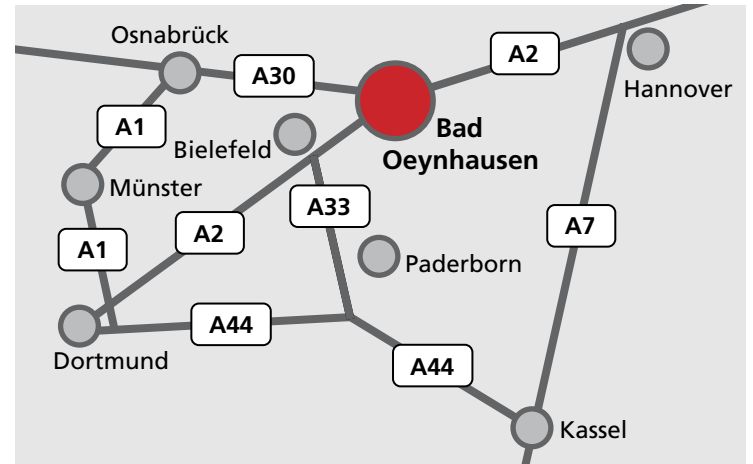 Osnabrück
A30
A2
Hannover
A1
Bielefeld
Bad
Oeynhausen
Münster
A33
A2
A7
A1
Paderborn
A44
Dortmund
A44
Kassel